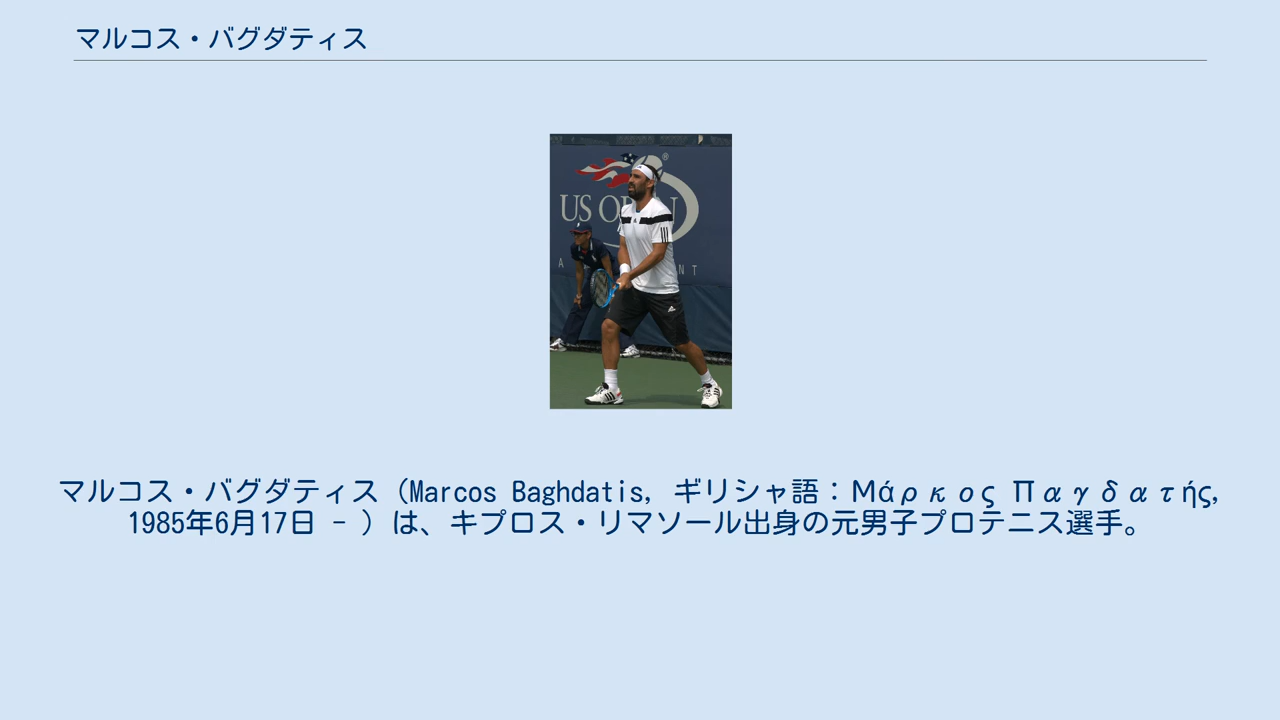 マルコス・バグダティス
US OPEN
マルコス・バグダティス（Marcos Baghdatis, ギリシャ語：Μάρκος Παγδατής,
1985年6月17日 - ）は、キプロス・リマソール出身の元男子プロテニス選手。